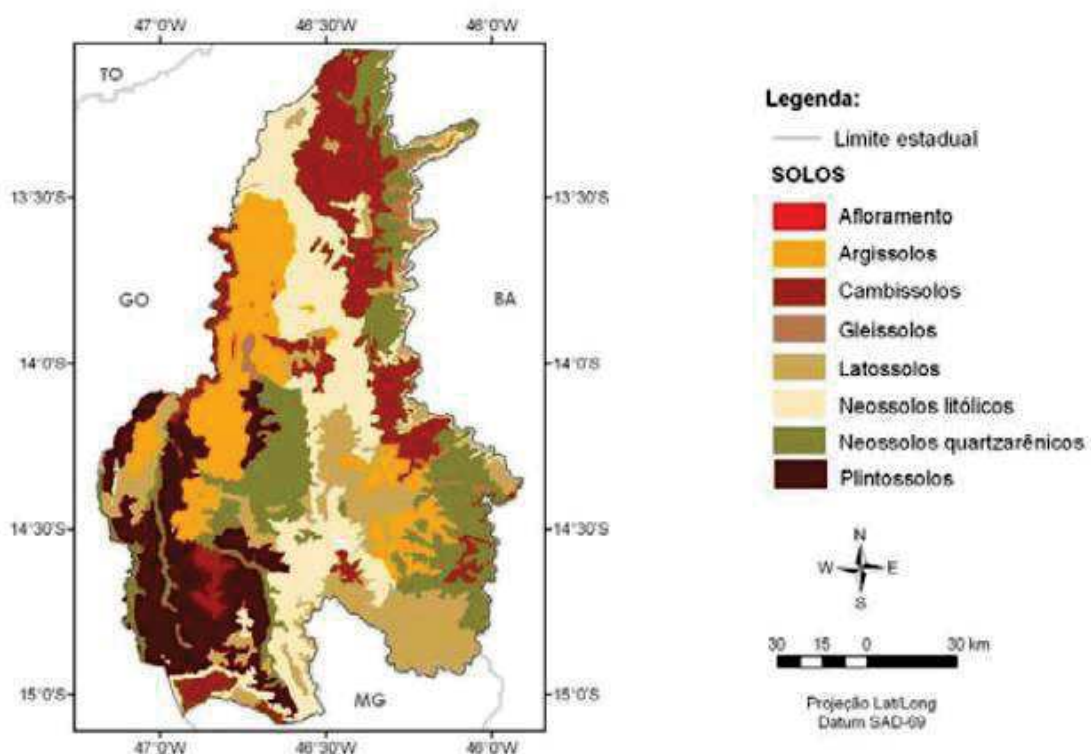 47°0'W 46°30'W 46°0'W
TO
GO
BA
MG
13°30'S 13°30'S
14°0'S 14°0'S
14°30'S 14°30'S
15°0'S 15°0'S
47°0'W 46°30'W 46°0'W
Legenda:
Limite estadual
SOLOS
Afloramento
Argissolos
Cambissolos
Gleissolos
Latossolos
Neossolos litólicos
Neossolos quartzarênicos
Plintossolos
N
W E
S
30 15 0 30 km
Projeção Lat/Long
Datum SAD-69